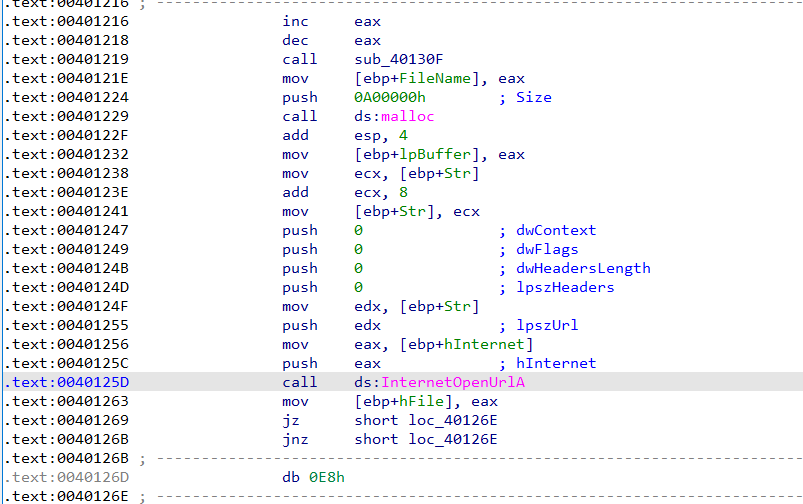 .text:00401216 ; ---------------------------------------------------------------------------
.text:00401216 inc eax
.text:00401218 dec eax
.text:00401219 call sub_40130F
.text:0040121E mov [ebp+FileName], eax
.text:00401224 push 0A00000h ; Size
.text:00401229 call ds:malloc
.text:0040122F add esp, 4
.text:00401232 mov [ebp+lpBuffer], eax
.text:00401238 mov ecx, [ebp+Str]
.text:0040123E add ecx, 8
.text:00401241 mov [ebp+Str], ecx
.text:00401247 push 0 ; dwContext
.text:00401249 push 0 ; dwFlags
.text:0040124B push 0 ; dwHeadersLength
.text:0040124D push 0 ; lpszHeaders
.text:0040124F mov edx, [ebp+Str]
.text:00401255 push edx ; lpszUrl
.text:00401256 mov eax, [ebp+hInternet]
.text:0040125C push eax ; hInternet
.text:0040125D call ds:InternetOpenUrlA
.text:00401263 mov [ebp+hFile], eax
.text:00401269 jz short loc_40126E
.text:0040126B jnz short loc_40126E
.text:0040126B ; ---------------------------------------------------------------------------
.text:0040126D db 0E8h
.text:0040126E ; ---------------------------------------------------------------------------